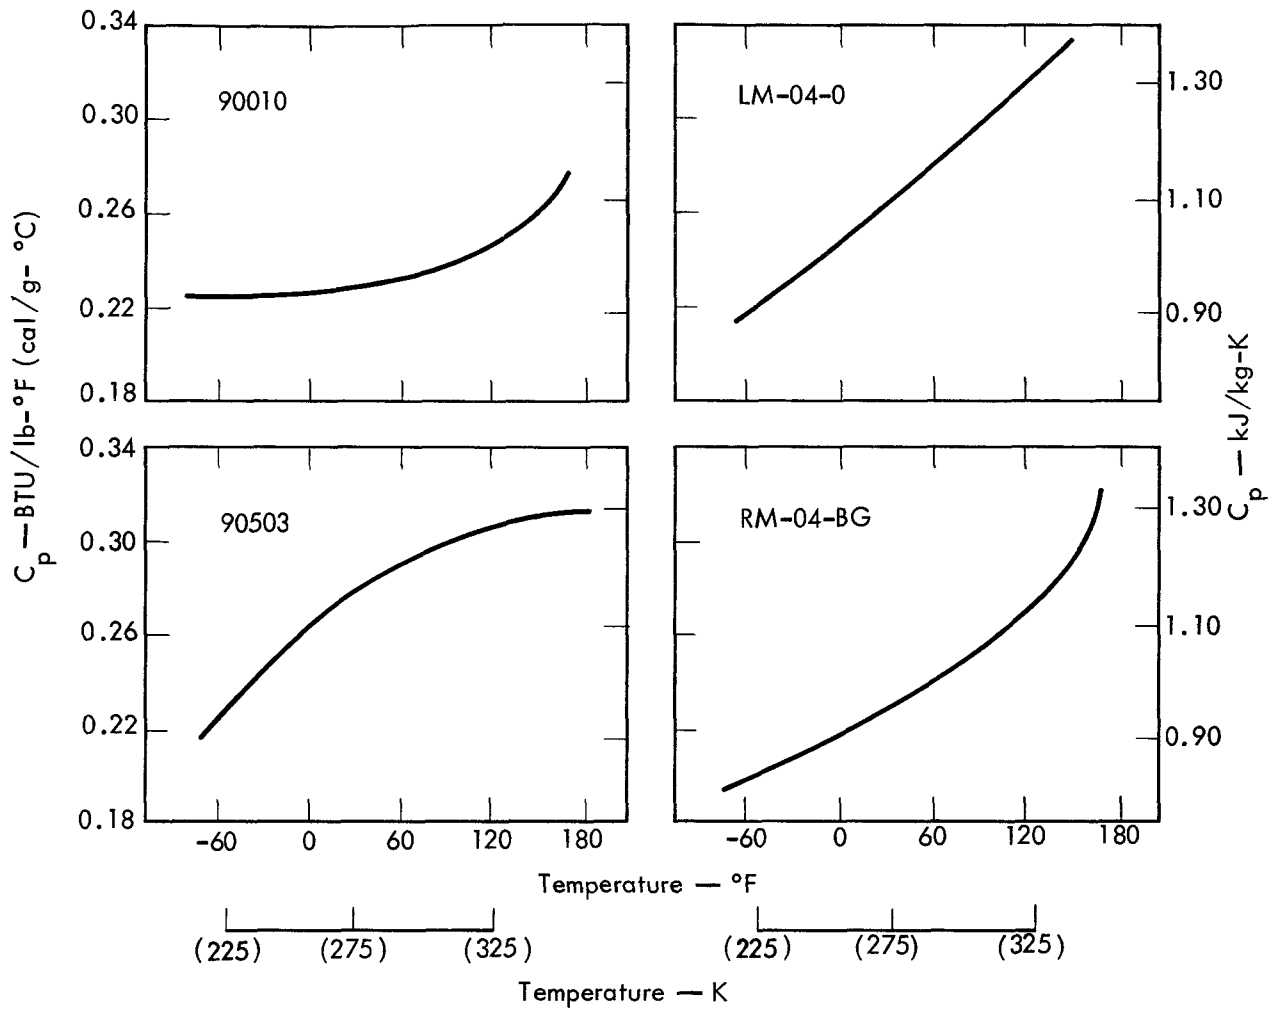 0.34
90010
LM-04-0
0.30
1.30
0.26
1.10
0.22
0.90
0.18
0.34
90503
RM-04-BG
0.30
1.30
0.26
1.10
0.22
0.90
0.18
-60 0 60 120 180
-60 0 60 120 180
Cp — BTU/lb-°F (cal/g- °C)
Cp — kJ/kg-K
Temperature — °F
(225) (275) (325)
(225) (275) (325)
Temperature — K